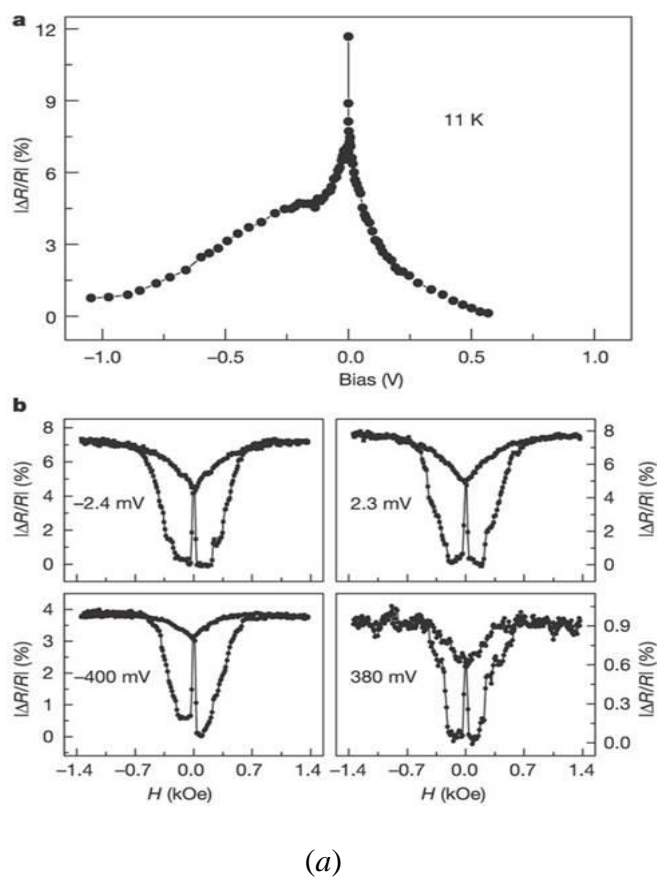 a
12
9
6
3
0
|ΔR/R| (%)
11 K
−1.0 −0.5 0.0 0.5 1.0
Bias (V)
b
8
6
4
2
0
|ΔR/R| (%)
−2.4 mV
2.3 mV
8
6
4
2
0
|ΔR/R| (%)
4
3
2
1
0
|ΔR/R| (%)
−400 mV
380 mV
0.9
0.6
0.3
0.0
|ΔR/R| (%)
−1.4 −0.7 0.0 0.7 1.4
H (kOe)
−1.4 −0.7 0.0 0.7 1.4
H (kOe)
(a)